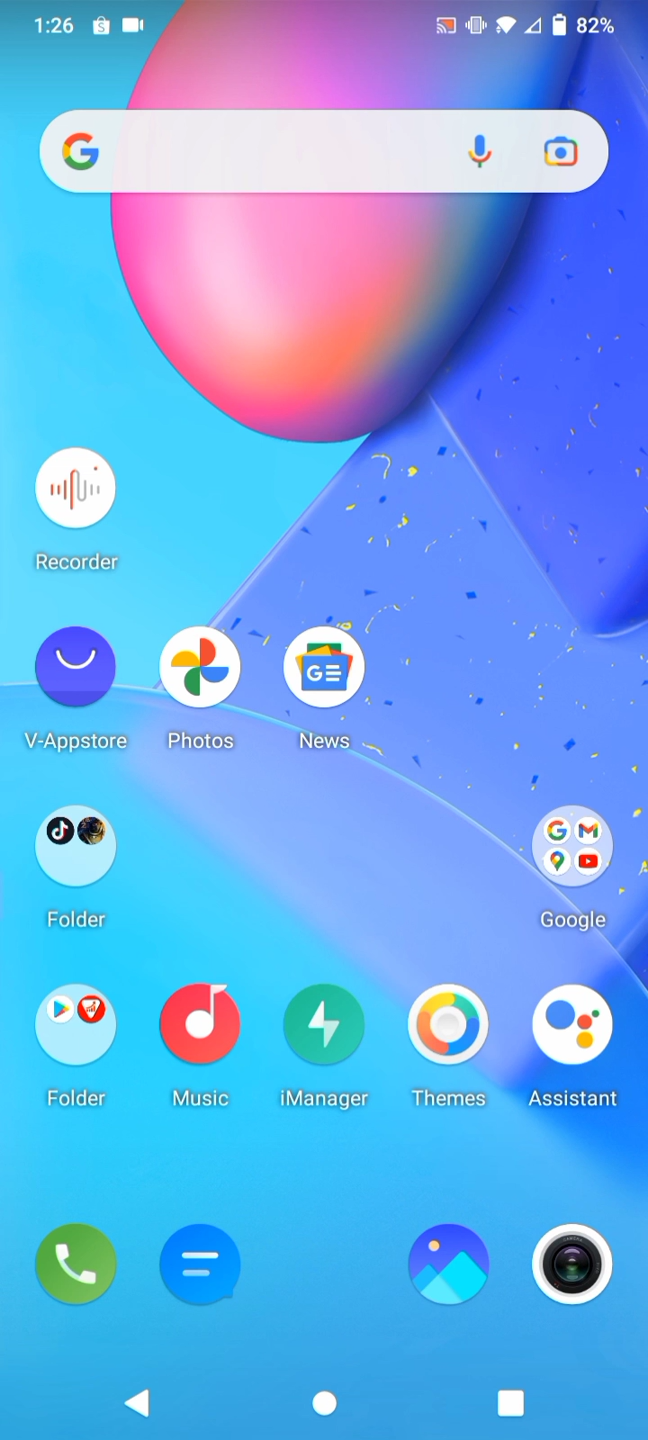 1:26 82%
Recorder
V-Appstore Photos News
Folder Google
Folder Music iManager Themes Assistant